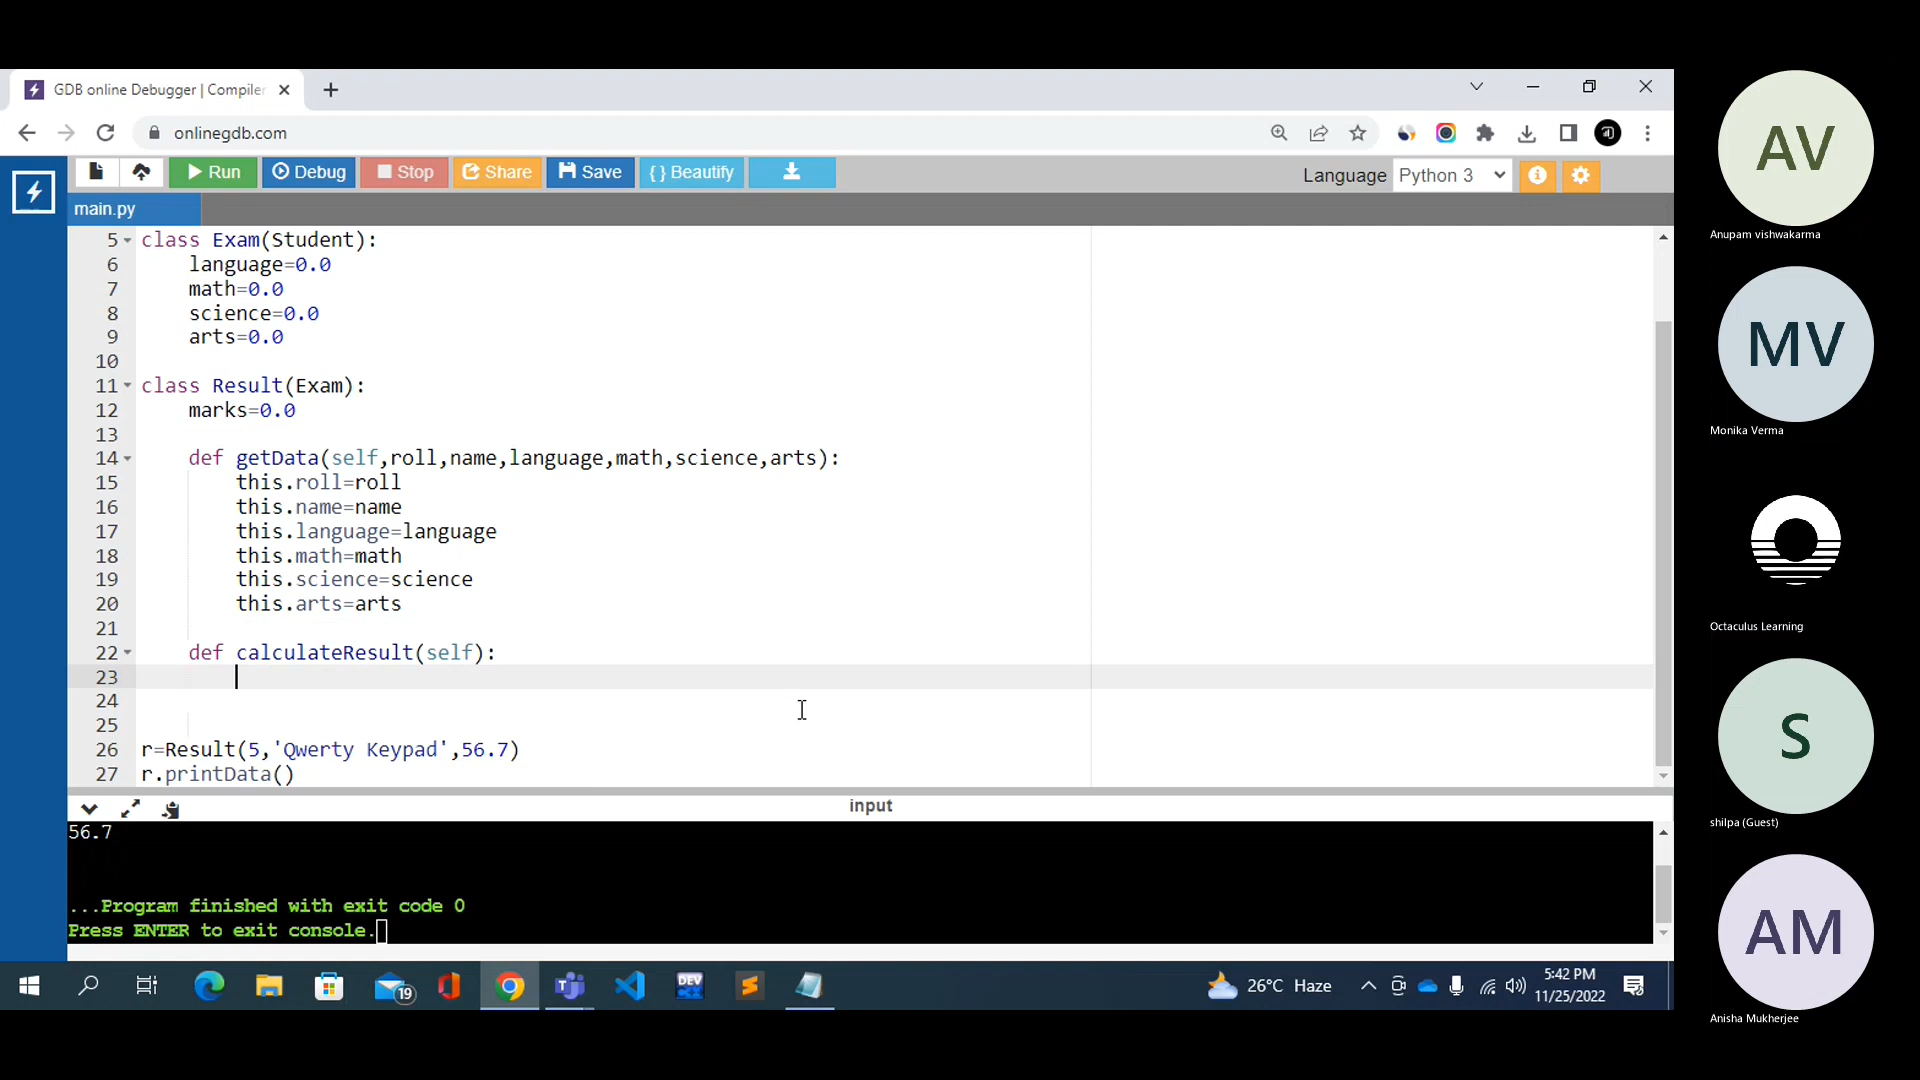 GDB online Debugger | Compiler
onlinegdb.com
Run
Debug
Stop
Share
Save
{ } Beautify
Language
Python 3
main.py
5 class Exam(Student):
6 language=0.0
7 math=0.0
8 science=0.0
9 arts=0.0
10
11 class Result(Exam):
12 marks=0.0
13
14 def getData(self,roll,name,language,math,science,arts):
15 this.roll=roll
16 this.name=name
17 this.language=language
18 this.math=math
19 this.science=science
20 this.arts=arts
21
22 def calculateResult(self):
23
24
25
26 r=Result(5,'Qwerty Keypad',56.7)
27 r.printData()
input
56.7
...Program finished with exit code 0
Press ENTER to exit console.
19
DEV
26°C Haze
5:42 PM
11/25/2022
AV
Anupam vishwakarma
MV
Monika Verma
Octaculus Learning
S
shilpa (Guest)
AM
Anisha Mukherjee